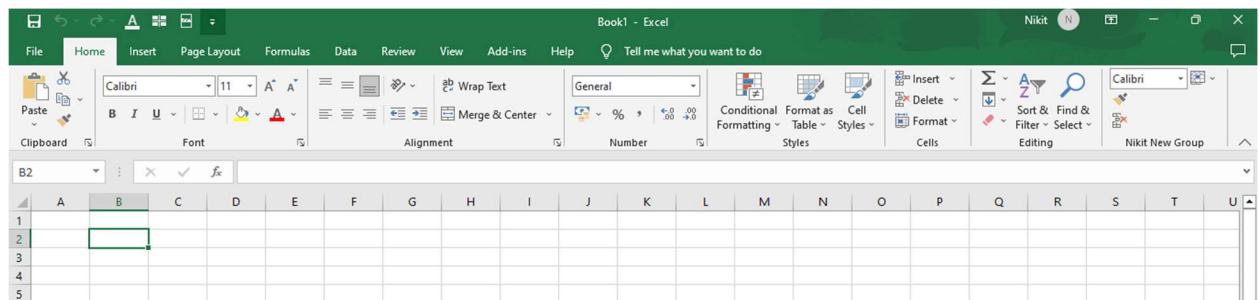 Book1 - Excel
Nikit N
File Home Insert Page Layout Formulas Data Review View Add-ins Help Tell me what you want to do
Paste
Clipboard
Calibri 11 A A
B I U A
Font
ab Wrap Text
Merge & Center
Alignment
General
% , .00
Number
Conditional Formatting
Format as Table
Cell Styles
Styles
Insert
Delete
Format
Cells
Sort & Filter
Find & Select
Editing
Calibri
Nikit New Group
B2 fx
A B C D E F G H I J K L M N O P Q R S T U
1
2
3
4
5